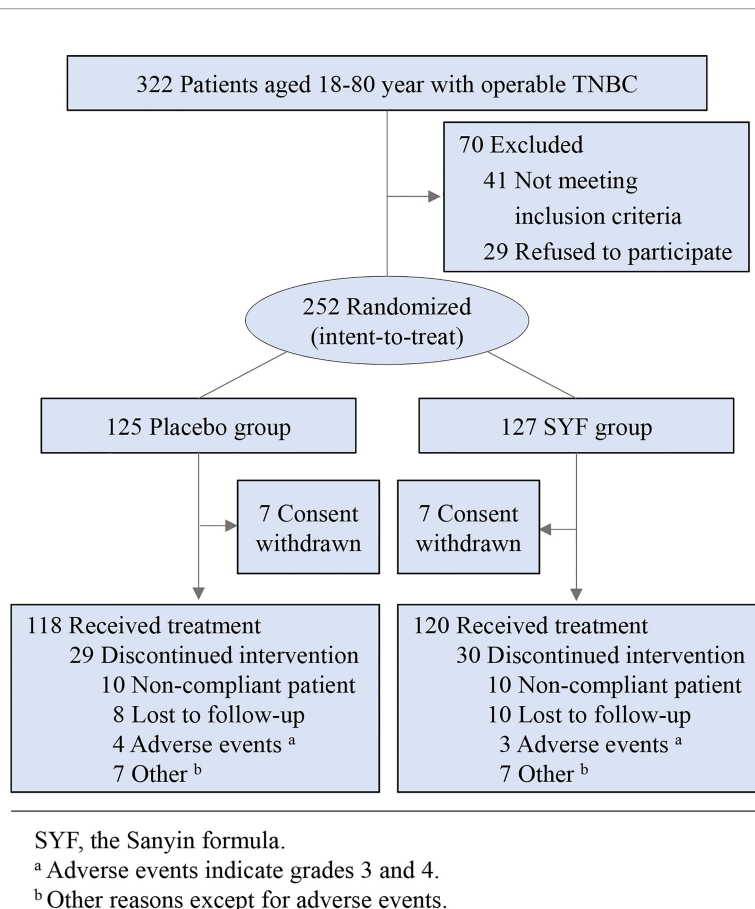 322 Patients aged 18-80 year with operable TNBC
70 Excluded
41 Not meeting
inclusion criteria
29 Refused to participate
252 Randomized
(intent-to-treat)
125 Placebo group
127 SYF group
7 Consent
withdrawn
7 Consent
withdrawn
118 Received treatment
29 Discontinued intervention
10 Non-compliant patient
8 Lost to follow-up
4 Adverse events a
7 Other b
120 Received treatment
30 Discontinued intervention
10 Non-compliant patient
10 Lost to follow-up
3 Adverse events a
7 Other b
SYF, the Sanyin formula.
a Adverse events indicate grades 3 and 4.
b Other reasons except for adverse events.